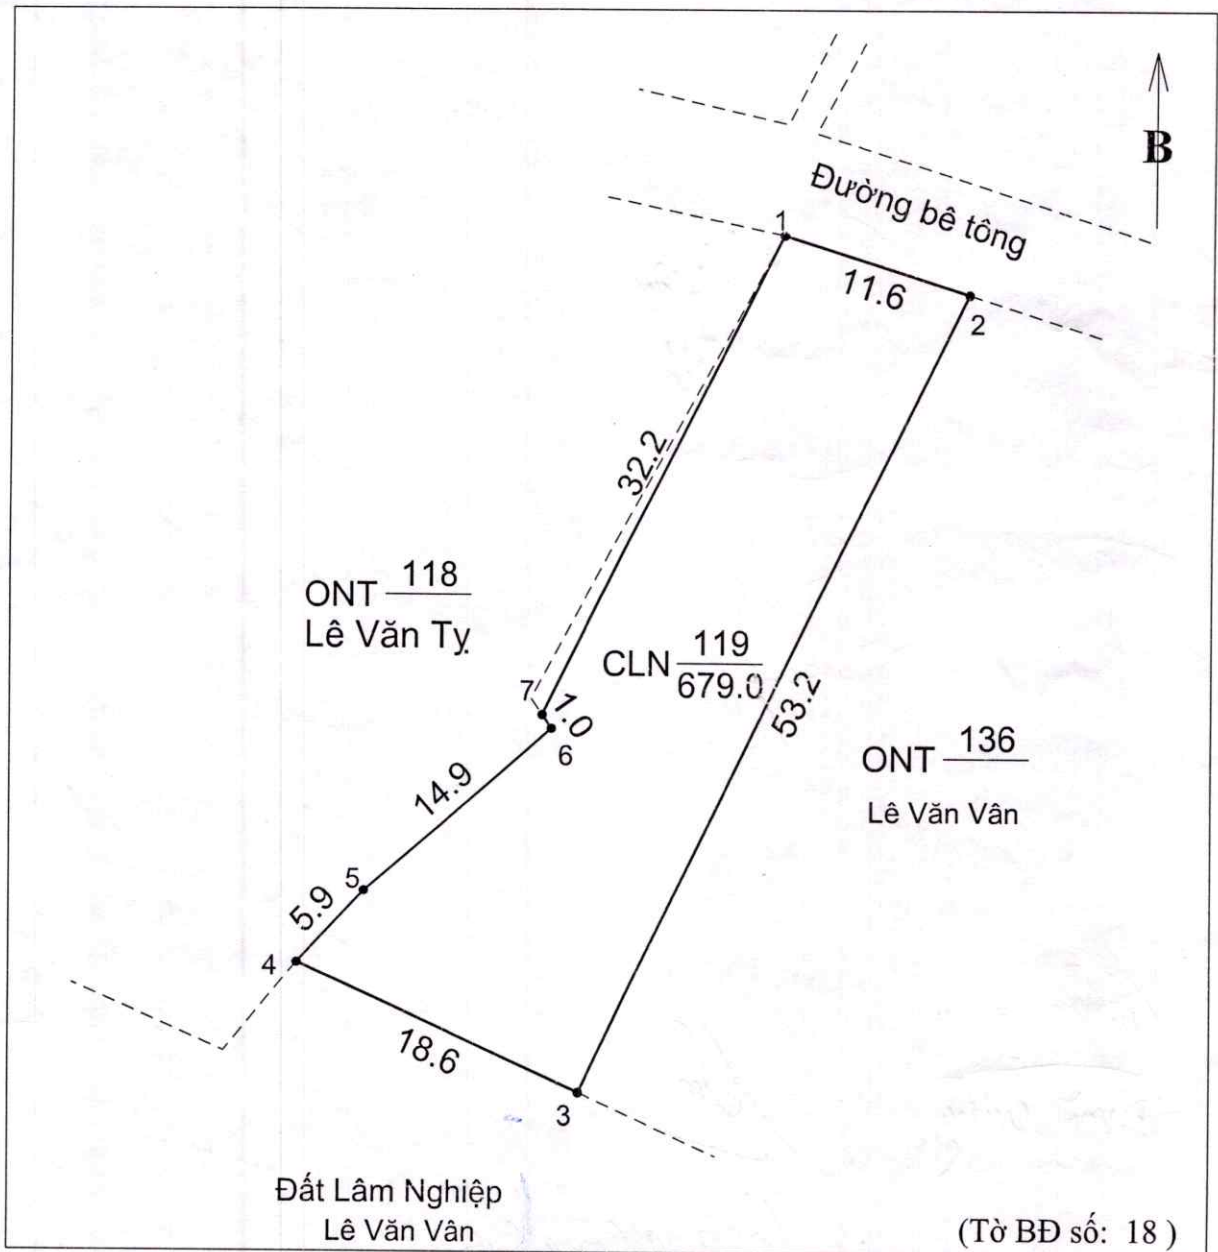 B
Đường bê tông
1
11.6
2
32.2
ONT 118
Lê Văn Tỵ
CLN 119
679.0
53.2
7
1.0
6
ONT 136
Lê Văn Vân
14.9
5
5.9
4
18.6
3
Đất Lâm Nghiệp
Lê Văn Vân
(Tờ BĐ số: 18 )